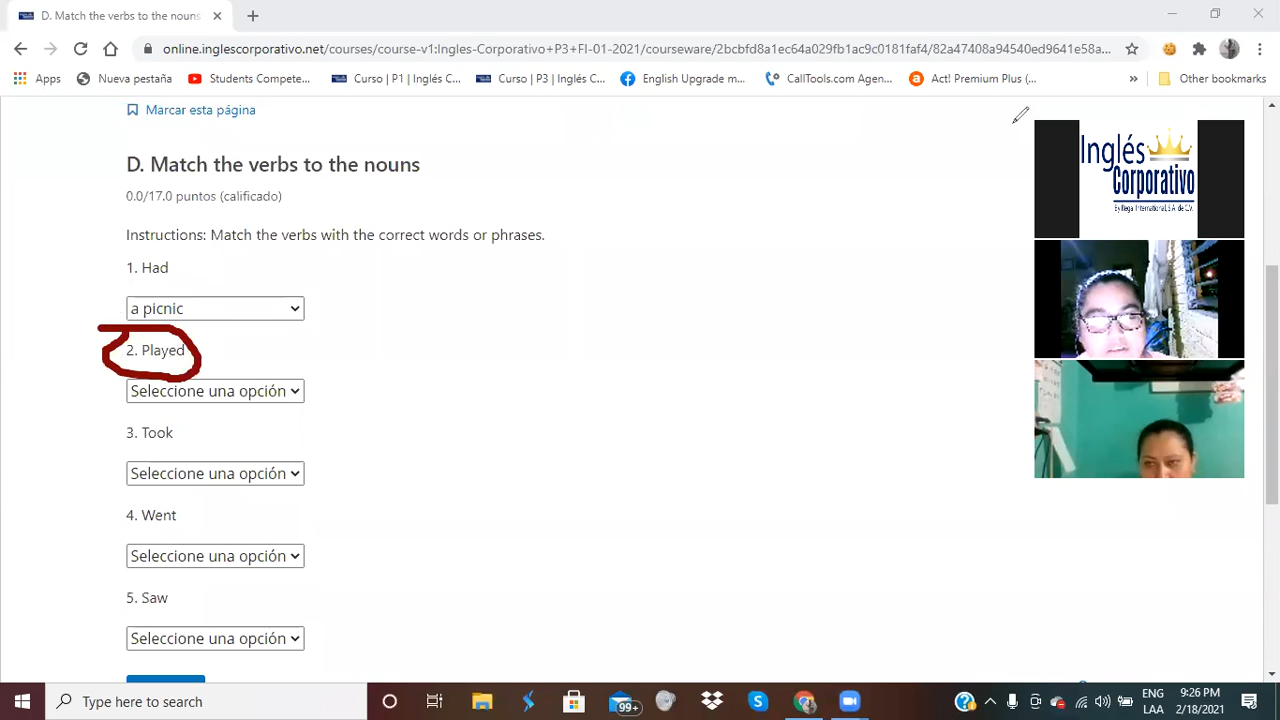 D. Match the verbs to the nouns
online.inglescorporativo.net/courses/course-v1:Ingles-Corporativo+P3+FI-01-2021/courseware/2bcbfd8a1ec64a029fb1ac9c0181faf4/82a47408a94540ed9641e58a...
Apps Nueva pestaña Students Compete... Curso | P1 | Inglés C... Curso | P3 | Inglés C... English Upgrade m... CallTools.com Agen... Act! Premium Plus (... » Other bookmarks
Marcar esta página
D. Match the verbs to the nouns
0.0/17.0 puntos (calificado)
Instructions: Match the verbs with the correct words or phrases.
1. Had
a picnic
2. Played
Seleccione una opción
3. Took
Seleccione una opción
4. Went
Seleccione una opción
5. Saw
Seleccione una opción
Inglés
Corporativo
Type here to search
99+
ENG
LAA
9:26 PM
2/18/2021